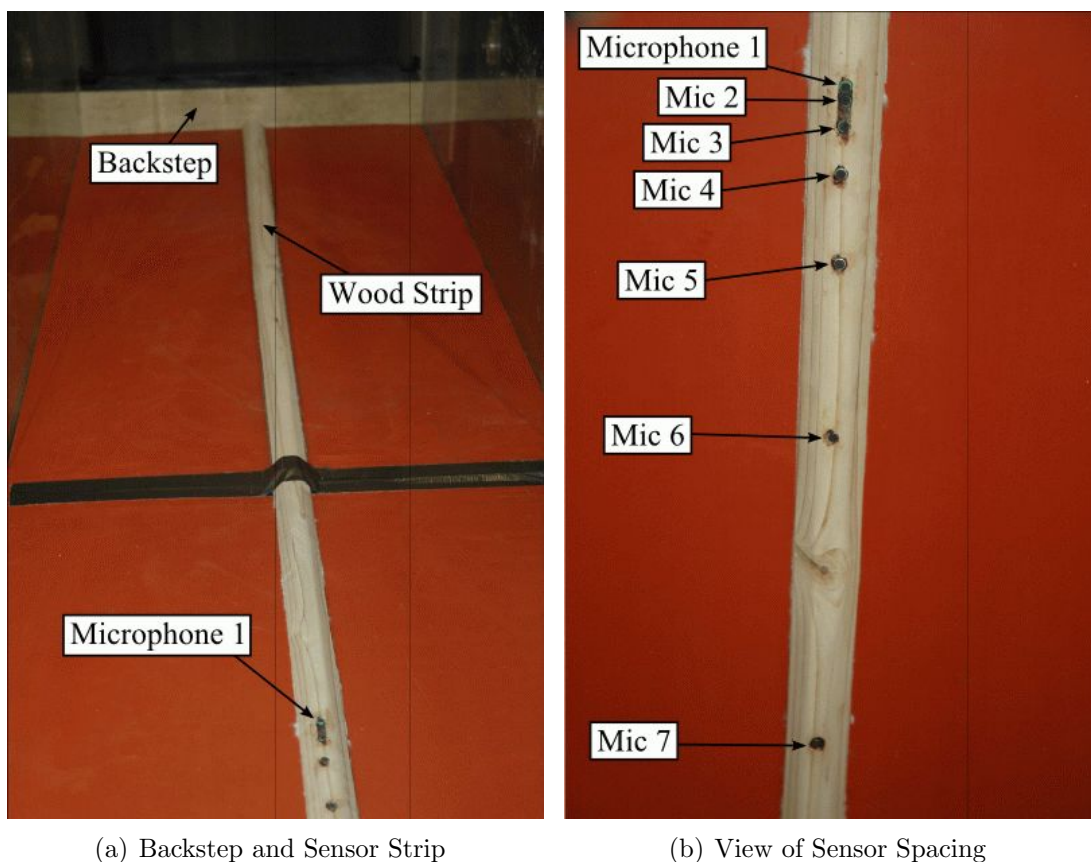 Backstep
Wood Strip
Microphone 1
(a) Backstep and Sensor Strip
Microphone 1
Mic 2
Mic 3
Mic 4
Mic 5
Mic 6
Mic 7
(b) View of Sensor Spacing